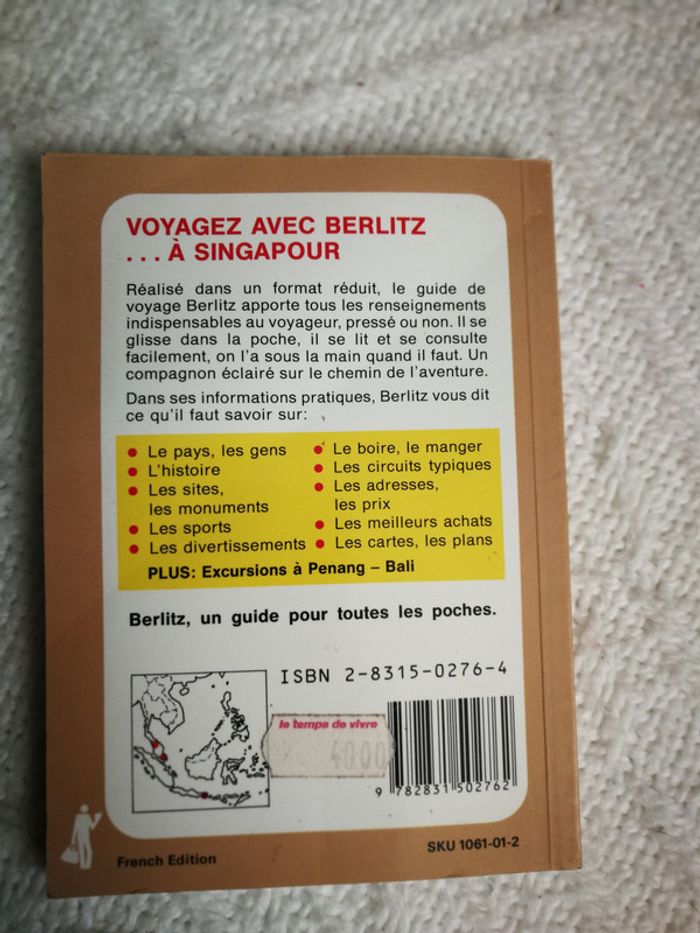 VOYAGEZ AVEC BERLITZ
...À SINGAPOUR
Réalisé dans un format réduit, le guide de
voyage Berlitz apporte tous les renseignements
indispensables au voyageur, pressé ou non. Il se
glisse dans la poche, il se lit et se consulte
facilement, on l'a sous la main quand il faut. Un
compagnon éclairé sur le chemin de l'aventure.
Dans ses informations pratiques, Berlitz vous dit
ce qu'il faut savoir sur:
• Le pays, les gens
• L'histoire
• Les sites,
les monuments
• Les sports
• Les divertissements
• Le boire, le manger
• Les circuits typiques
• Les adresses,
les prix
• Les meilleurs achats
• Les cartes, les plans
PLUS: Excursions à Penang – Bali
Berlitz, un guide pour toutes les poches.
ISBN 2-8315-0276-4
le temps de vivre
40.00
9 782831 502762
French Edition
SKU 1061-01-2